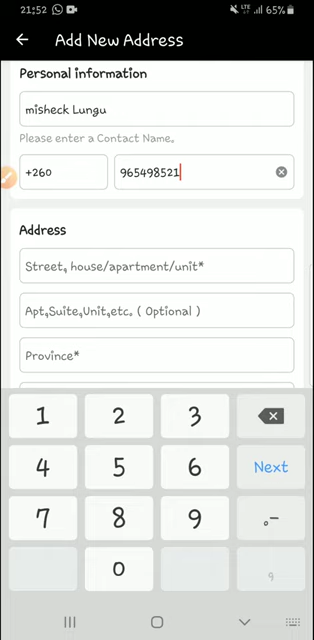 21:52 LTE 65%
Add New Address
Personal information
misheck Lungu
Please enter a Contact Name.
+260 965498521
Address
Street, house/apartment/unit*
Apt,Suite,Unit,etc. ( Optional )
Province*
1 2 3
4 5 6 Next
7 8 9 .-
0 ,